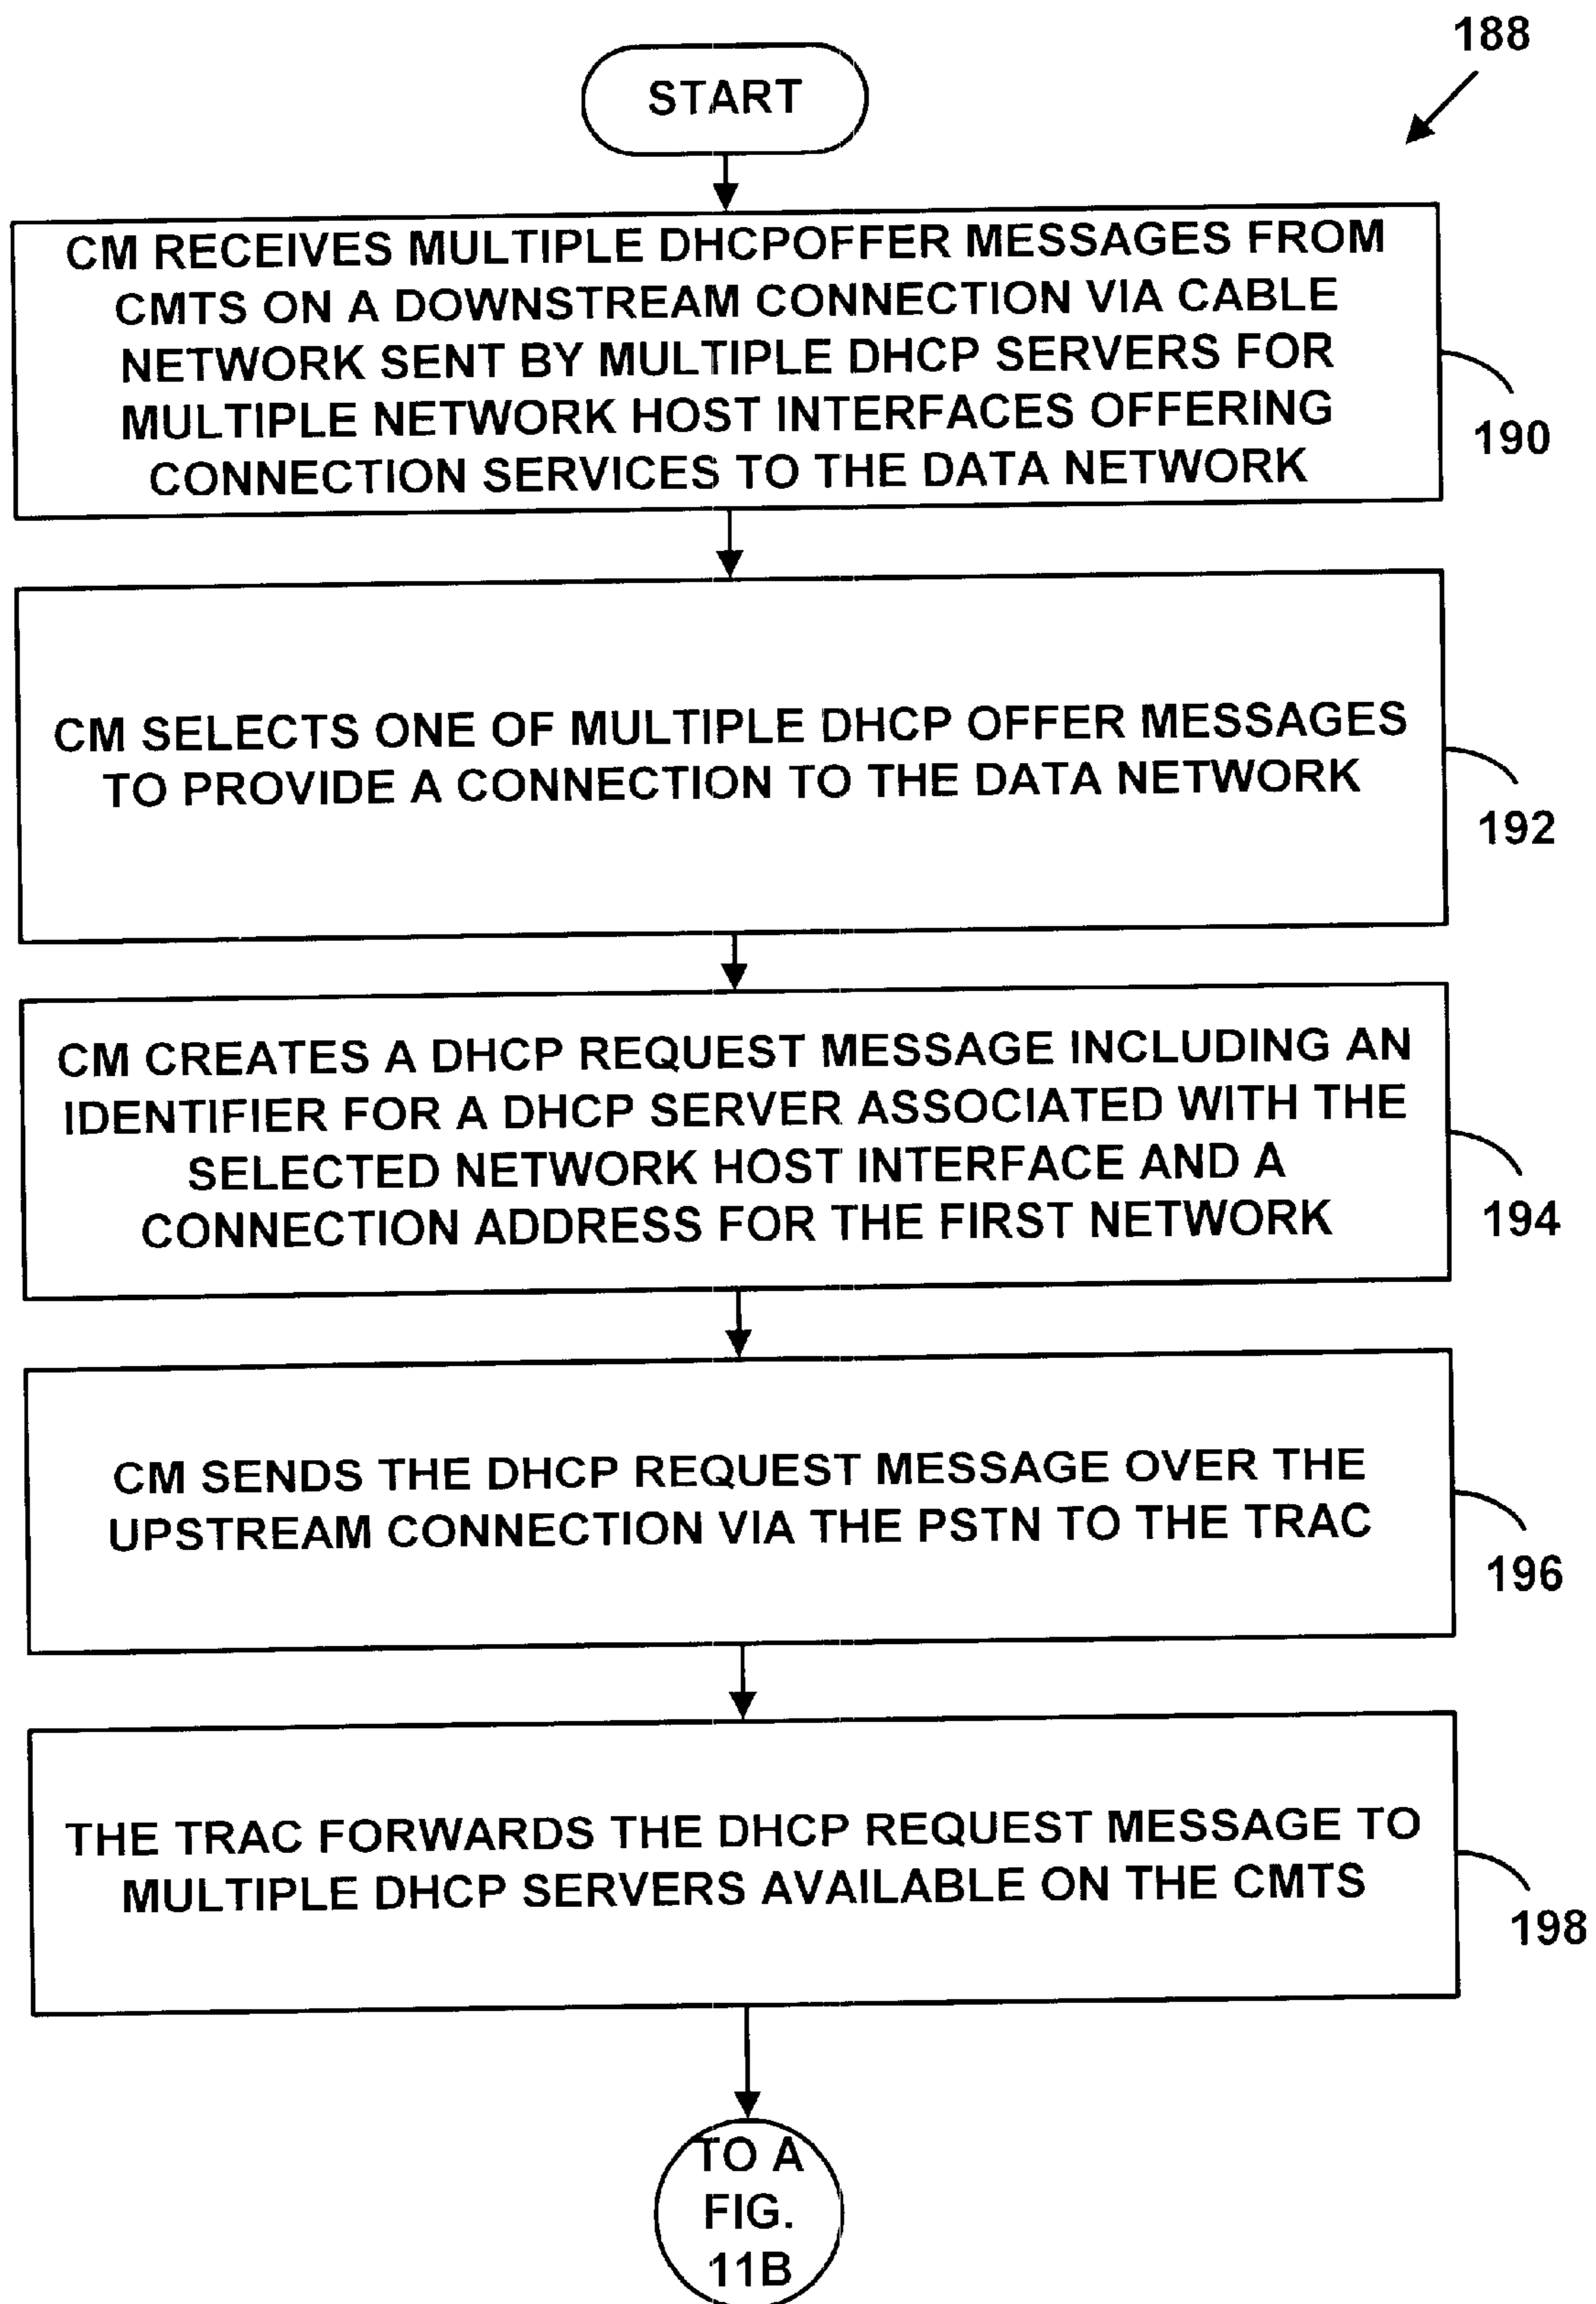 188
START
CM RECEIVES MULTIPLE DHCPOFFER MESSAGES FROM
CMTS ON A DOWNSTREAM CONNECTION VIA CABLE
NETWORK SENT BY MULTIPLE DHCP SERVERS FOR
MULTIPLE NETWORK HOST INTERFACES OFFERING
CONNECTION SERVICES TO THE DATA NETWORK
190
CM SELECTS ONE OF MULTIPLE DHCP OFFER MESSAGES
TO PROVIDE A CONNECTION TO THE DATA NETWORK
192
CM CREATES A DHCP REQUEST MESSAGE INCLUDING AN
IDENTIFIER FOR A DHCP SERVER ASSOCIATED WITH THE
SELECTED NETWORK HOST INTERFACE AND A
CONNECTION ADDRESS FOR THE FIRST NETWORK
194
CM SENDS THE DHCP REQUEST MESSAGE OVER THE
UPSTREAM CONNECTION VIA THE PSTN TO THE TRAC
196
THE TRAC FORWARDS THE DHCP REQUEST MESSAGE TO
MULTIPLE DHCP SERVERS AVAILABLE ON THE CMTS
198
TO A
FIG.
11B